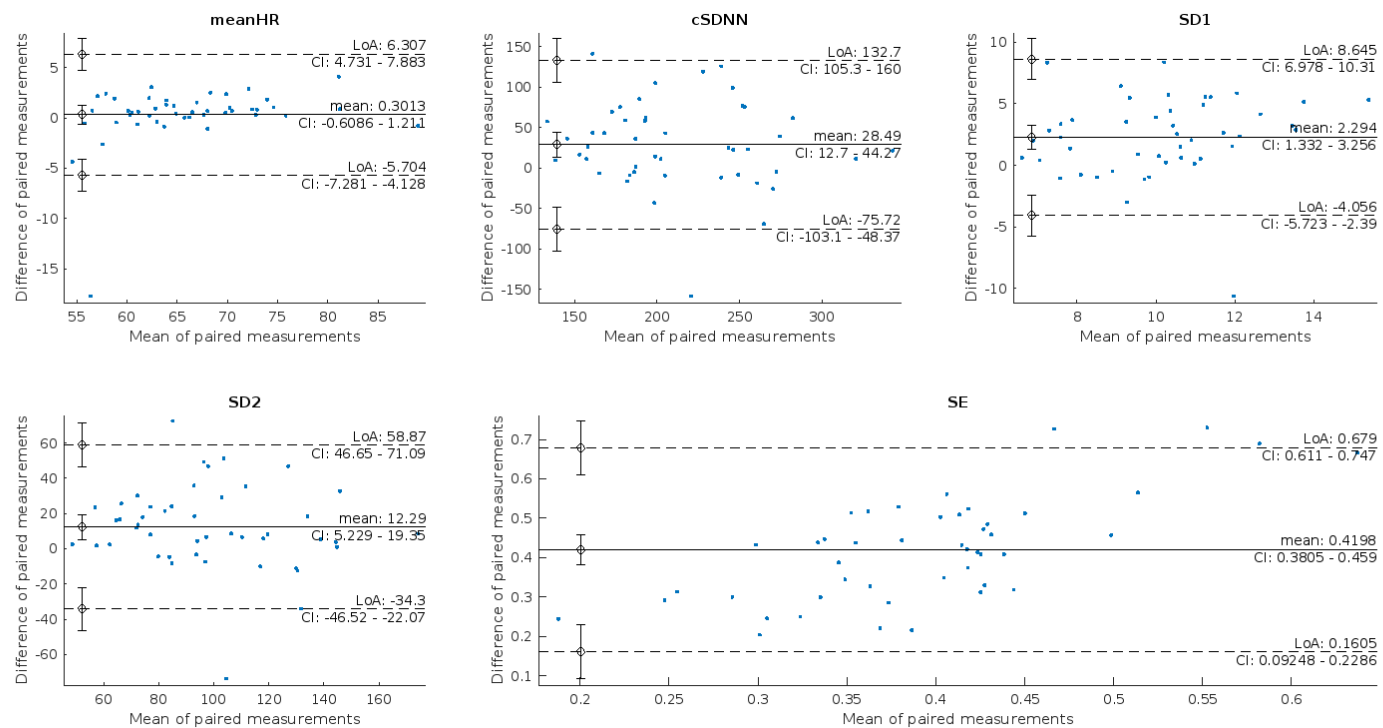 meanHR
Difference of paired measurements
5
0
-5
-10
-15
LoA: 6.307
CI: 4.731 - 7.883
mean: 0.3013
CI: -0.6086 - 1.211
LoA: -5.704
CI: -7.281 - -4.128
55 60 65 70 75 80 85
Mean of paired measurements
cSDNN
Difference of paired measurements
150
100
50
0
-50
-100
-150
LoA: 132.7
CI: 105.3 - 160
mean: 28.49
CI: 12.7 - 44.27
LoA: -75.72
CI: -103.1 - -48.37
150 200 250 300
Mean of paired measurements
SD1
Difference of paired measurements
10
5
0
-5
-10
LoA: 8.645
CI: 6.978 - 10.31
mean: 2.294
CI: 1.332 - 3.256
LoA: -4.056
CI: -5.723 - -2.39
8 10 12 14
Mean of paired measurements
SD2
Difference of paired measurements
60
40
20
0
-20
-40
-60
LoA: 58.87
CI: 46.65 - 71.09
mean: 12.29
CI: 5.229 - 19.35
LoA: -34.3
CI: -46.52 - -22.07
60 80 100 120 140 160
Mean of paired measurements
SE
Difference of paired measurements
0.7
0.6
0.5
0.4
0.3
0.2
0.1
LoA: 0.679
CI: 0.611 - 0.747
mean: 0.4198
CI: 0.3805 - 0.459
LoA: 0.1605
CI: 0.09248 - 0.2286
0.2 0.25 0.3 0.35 0.4 0.45 0.5 0.55 0.6
Mean of paired measurements